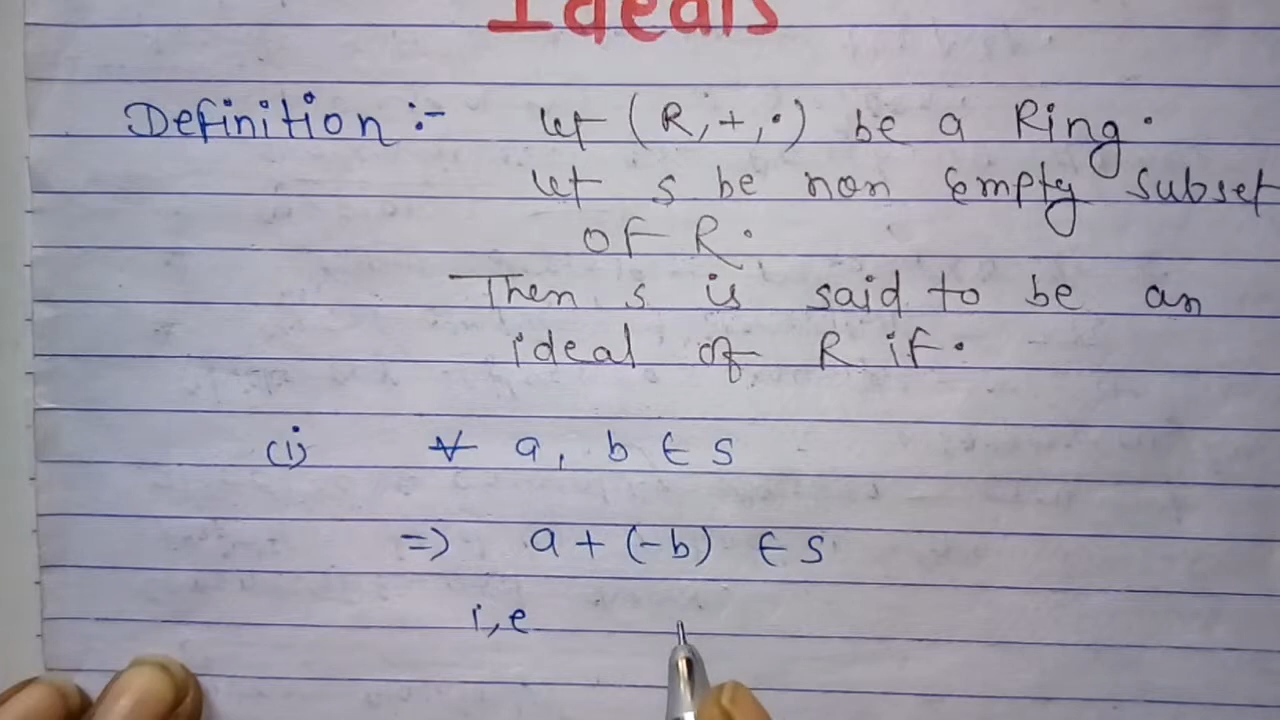 Ideals
Definition :- let (R, +, ·) be a Ring.
let s be non empty subset
of R.
Then s is said to be an
ideal of R if.
(i) ∀ a, b ∈ s
=> a + (-b) ∈ s
i,e